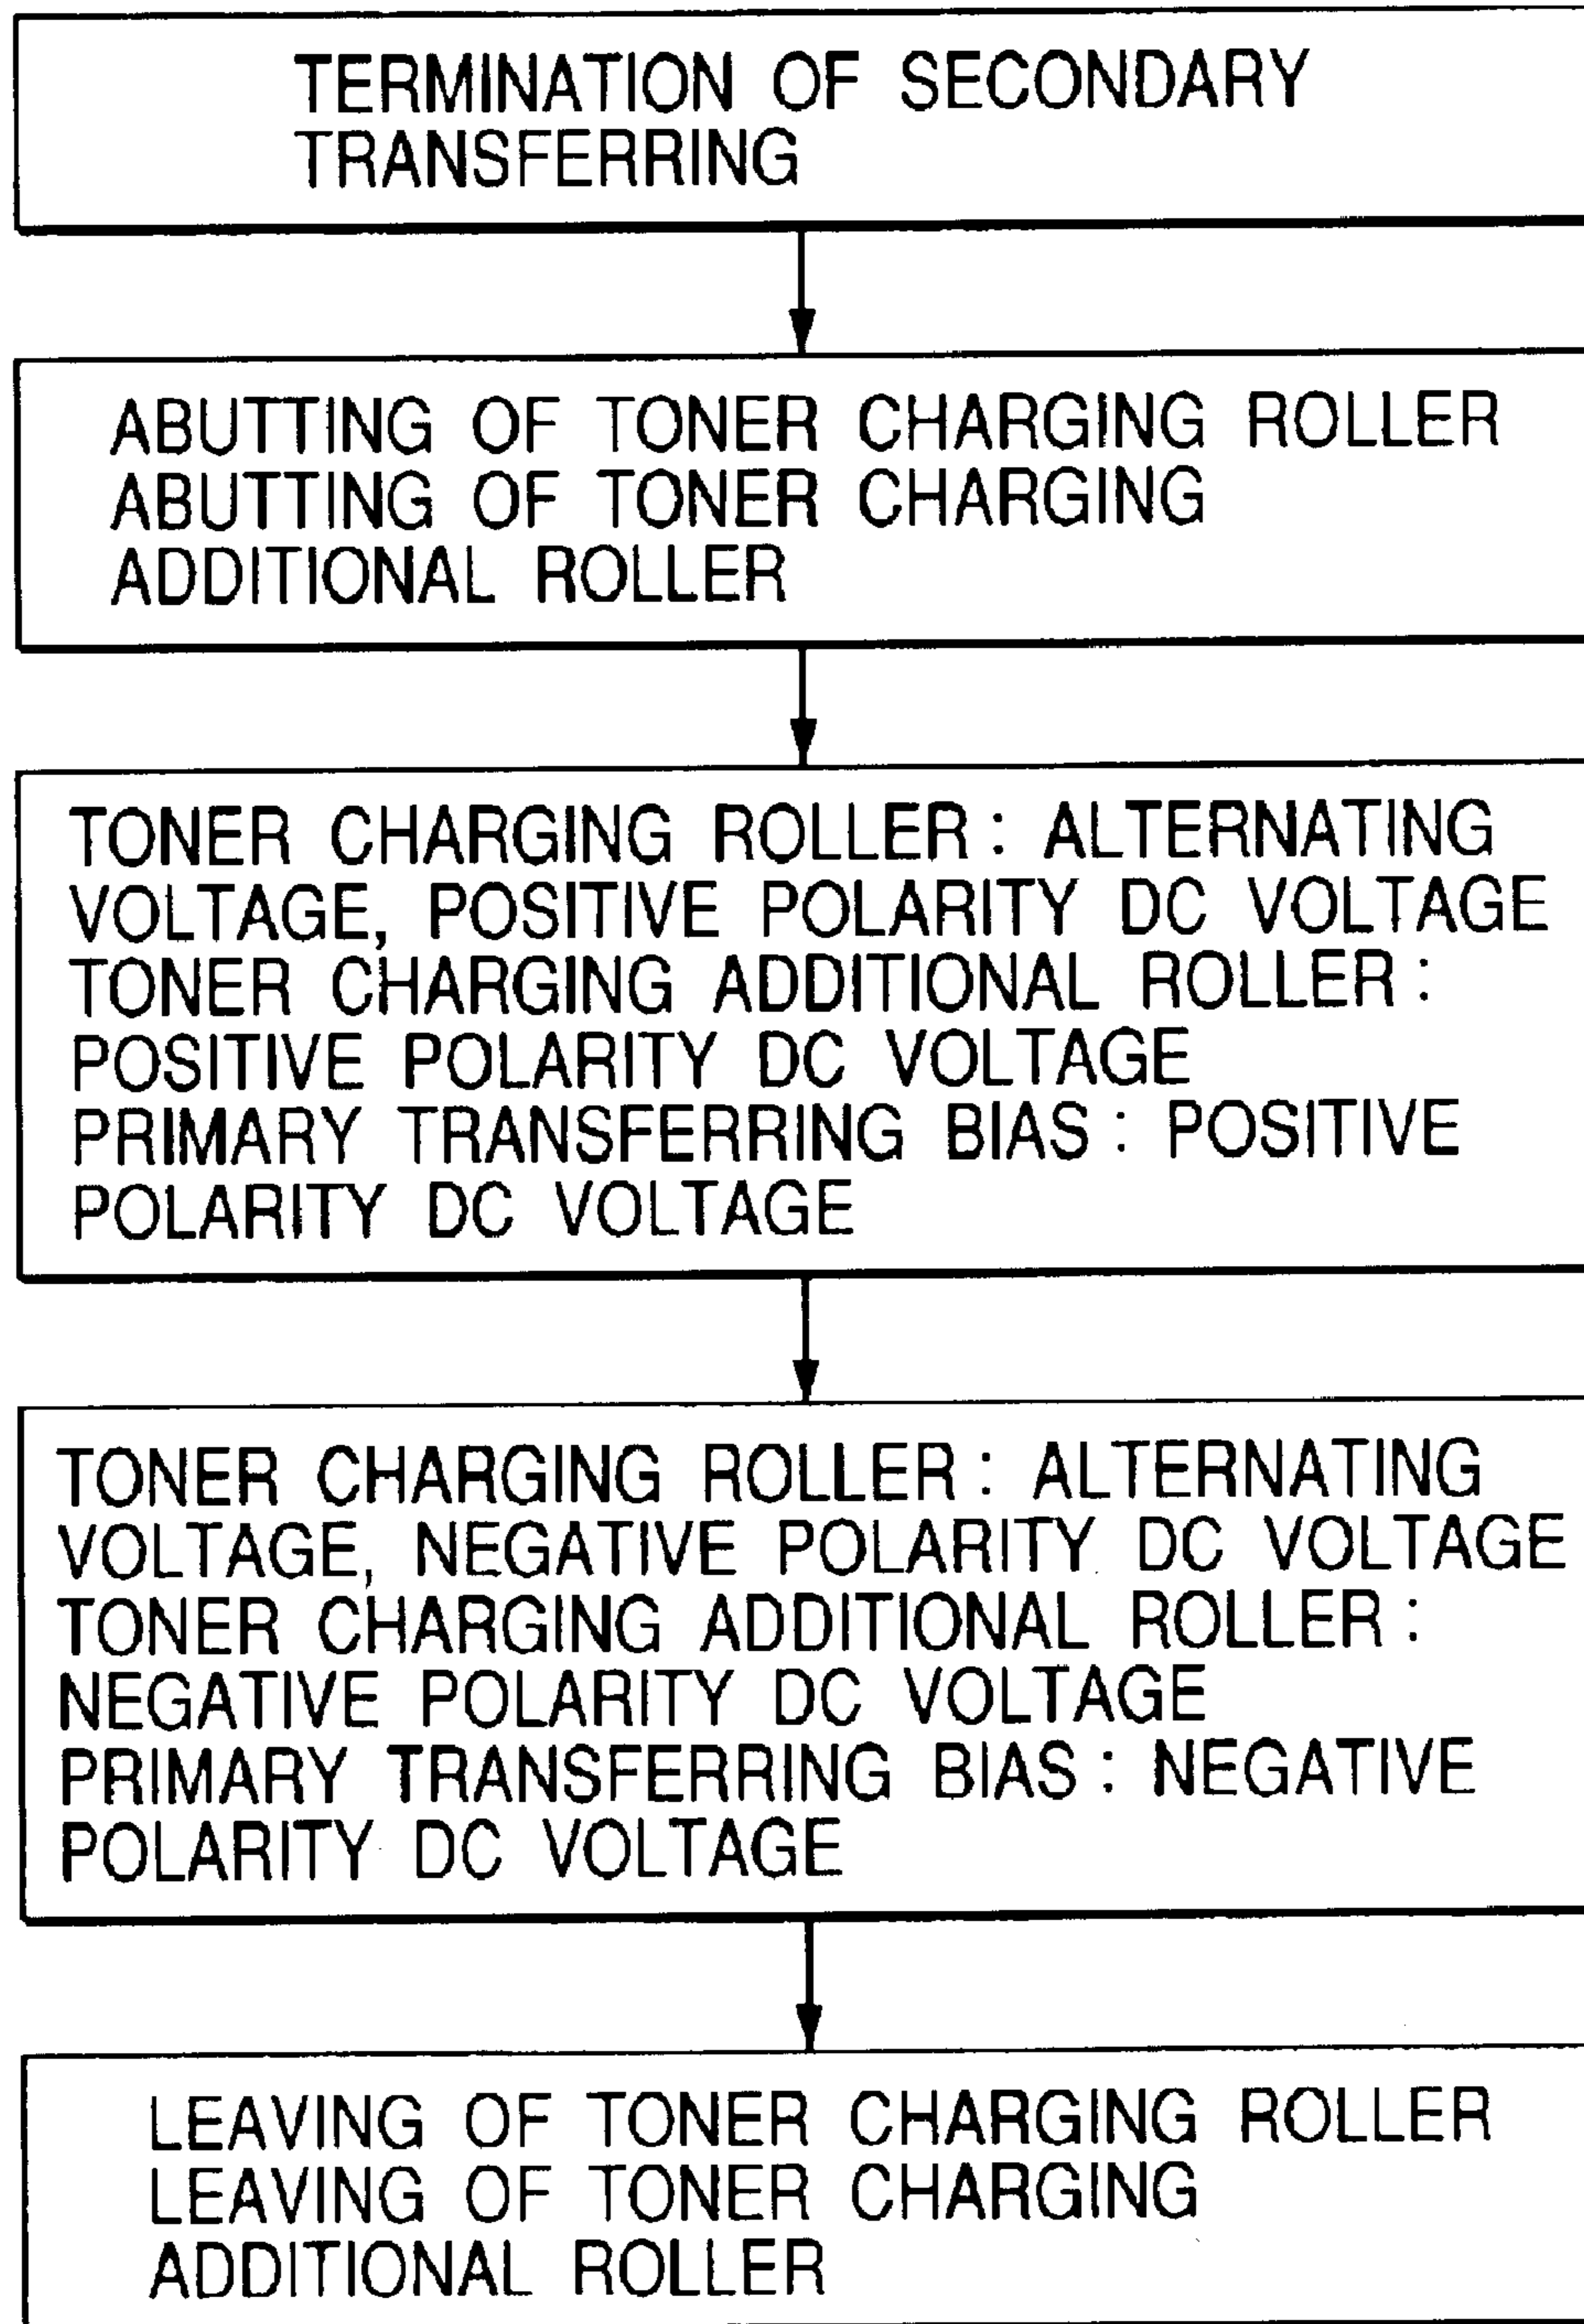 TERMINATION OF SECONDARY
TRANSFERRING
ABUTTING OF TONER CHARGING ROLLER
ABUTTING OF TONER CHARGING
ADDITIONAL ROLLER
TONER CHARGING ROLLER : ALTERNATING
VOLTAGE, POSITIVE POLARITY DC VOLTAGE
TONER CHARGING ADDITIONAL ROLLER :
POSITIVE POLARITY DC VOLTAGE
PRIMARY TRANSFERRING BIAS : POSITIVE
POLARITY DC VOLTAGE
TONER CHARGING ROLLER : ALTERNATING
VOLTAGE, NEGATIVE POLARITY DC VOLTAGE
TONER CHARGING ADDITIONAL ROLLER :
NEGATIVE POLARITY DC VOLTAGE
PRIMARY TRANSFERRING BIAS : NEGATIVE
POLARITY DC VOLTAGE
LEAVING OF TONER CHARGING ROLLER
LEAVING OF TONER CHARGING
ADDITIONAL ROLLER